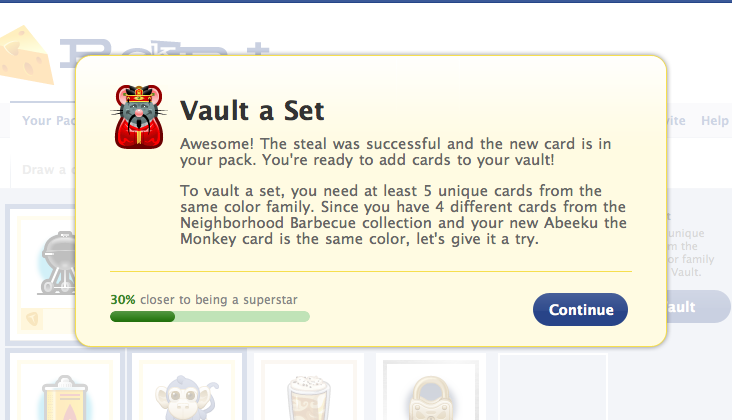 Your Pac
ite Help
Draw a
Vault a Set
Awesome! The steal was successful and the new card is in
your pack. You're ready to add cards to your vault!
To vault a set, you need at least 5 unique cards from the
same color family. Since you have 4 different cards from the
Neighborhood Barbecue collection and your new Abeeku the
Monkey card is the same color, let's give it a try.
30% closer to being a superstar
Continue
unique
m the
or family
Vault.
ault